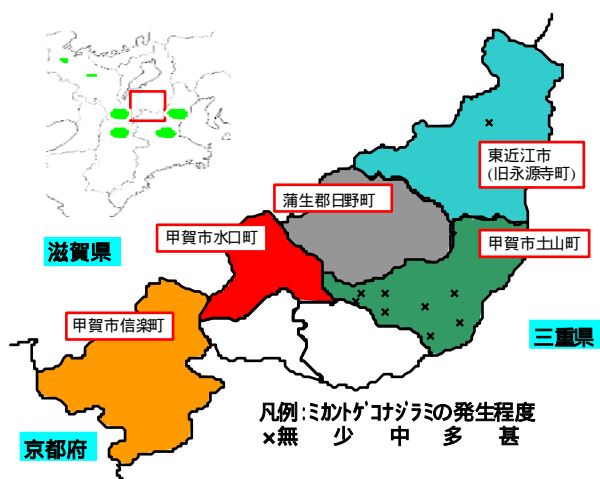 東近江市
(旧永源寺町)
蒲生郡日野町
甲賀市水口町
甲賀市土山町
滋賀県
甲賀市信楽町
三重県
凡例:ミカントゲコナジラミの発生程度
×無 少 中 多 甚
京都府